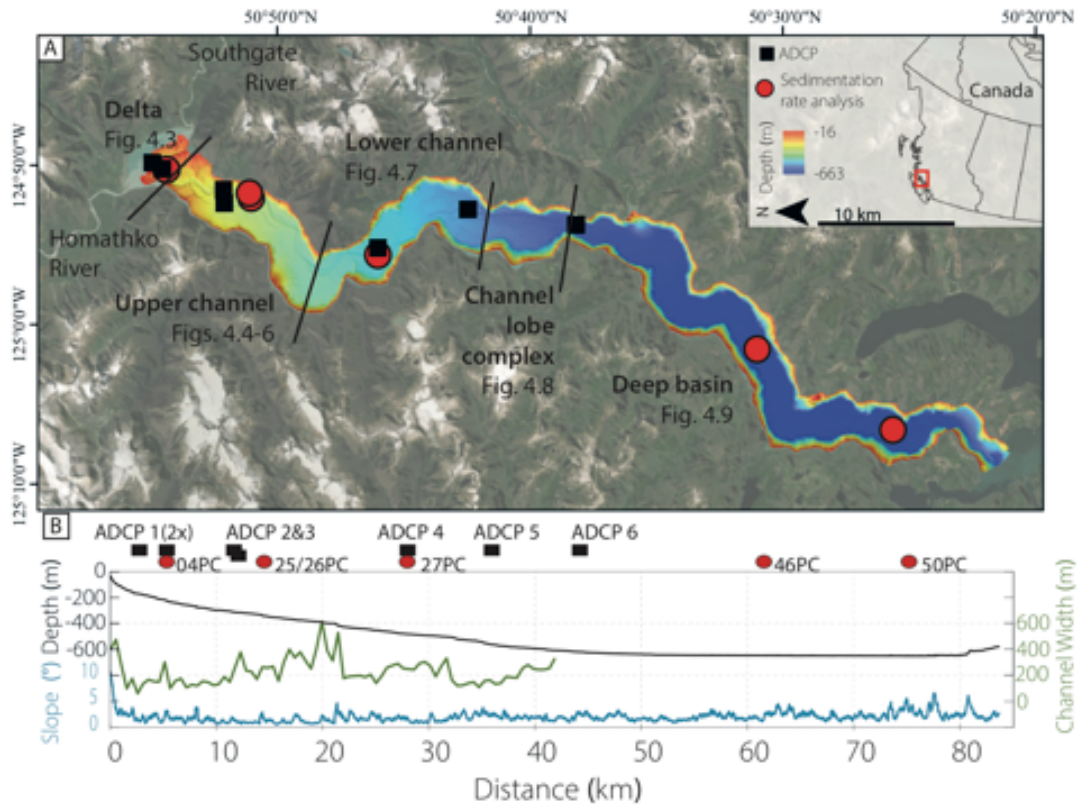 50°50'0"W
50°40'0"N
50°30'0"N
50°20'0"N
A
Southgate
River
ADCP
Sedimentation
rate analysis
Canada
Depth (m)
-16
-663
N
10 km
Delta
Fig. 4.3
Lower channel
Fig. 4.7
124°50'0"W
Homathko
River
Upper channel
Figs. 4.4-6
Channel
lobe
complex
Fig. 4.8
125°0'0"W
Deep basin
Fig. 4.9
125°10'0"W
B
ADCP 1(2x) ADCP 2&3 ADCP 4 ADCP 5 ADCP 6
04PC 25/26PC 27PC 46PC 50PC
Depth (m)
0
-200
-400
-600
Slope (°)
10
5
0
Channel Width (m)
600
400
200
0
0 10 20 30 40 50 60 70 80
Distance (km)